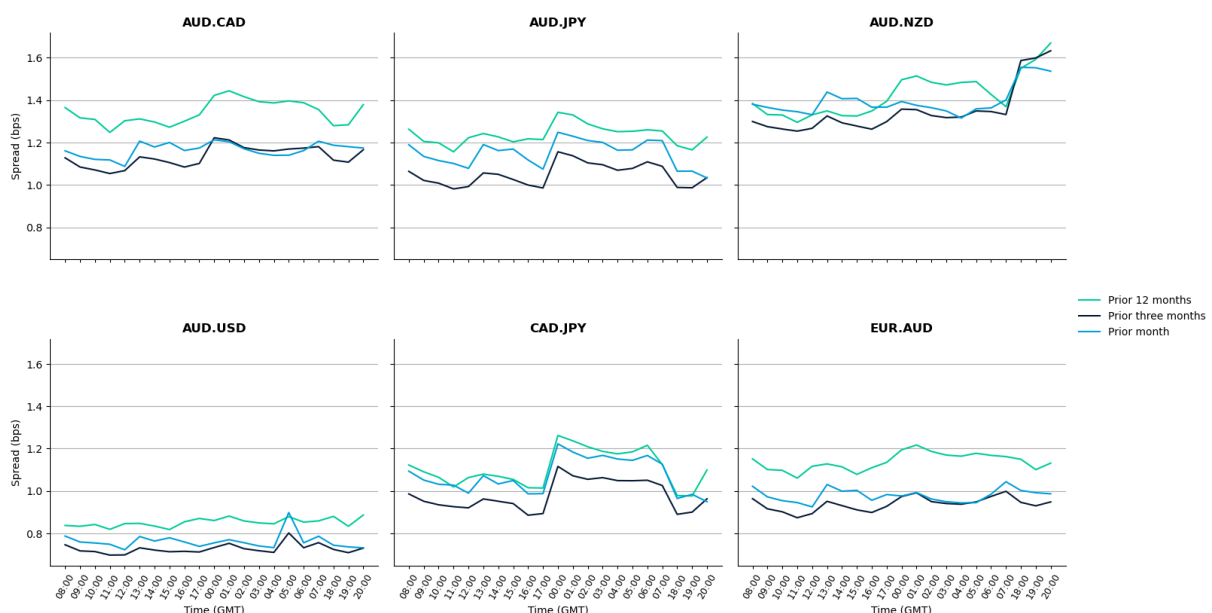 AUD.CAD
AUD.JPY
AUD.NZD
Spread (bps)
1.6
1.4
1.2
1.0
0.8
AUD.USD
CAD.JPY
EUR.AUD
Prior 12 months
Prior three months
Prior month
Spread (bps)
1.6
1.4
1.2
1.0
0.8
08:00 09:00 10:00 11:00 12:00 13:00 14:00 15:00 16:00 17:00 00:00 01:00 02:00 03:00 04:00 05:00 06:00 07:00 18:00 19:00 20:00
08:00 09:00 10:00 11:00 12:00 13:00 14:00 15:00 16:00 17:00 00:00 01:00 02:00 03:00 04:00 05:00 06:00 07:00 18:00 19:00 20:00
08:00 09:00 10:00 11:00 12:00 13:00 14:00 15:00 16:00 17:00 00:00 01:00 02:00 03:00 04:00 05:00 06:00 07:00 18:00 19:00 20:00
Time (GMT)
Time (GMT)
Time (GMT)